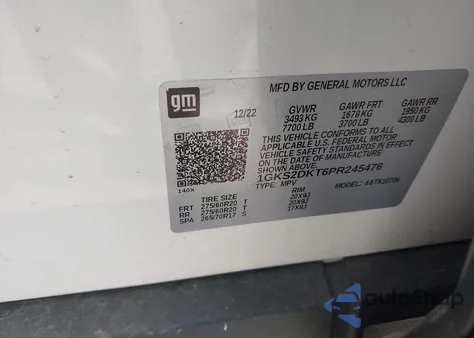 gm
MFD BY GENERAL MOTORS LLC
12/22 GVWR GAWR FRT GAWR RR
3493 KG 1678 KG 1950 KG
7700 LB 3700 LB 4300 LB
THIS VEHICLE CONFORMS TO ALL
APPLICABLE U.S. FEDERAL MOTOR
VEHICLE SAFETY STANDARDS IN EFFECT
ON THE DATE OF MANUFACTURE
SHOWN ABOVE.
1GKS2DKT6PR245476
140X TYPE: MPV MODEL:
TIRE SIZE RIM
FRT 275/60R20 T 20X9J
RR 275/60R20 T 20X9J
SPA 265/70R17 S 17X8J
autoSnap